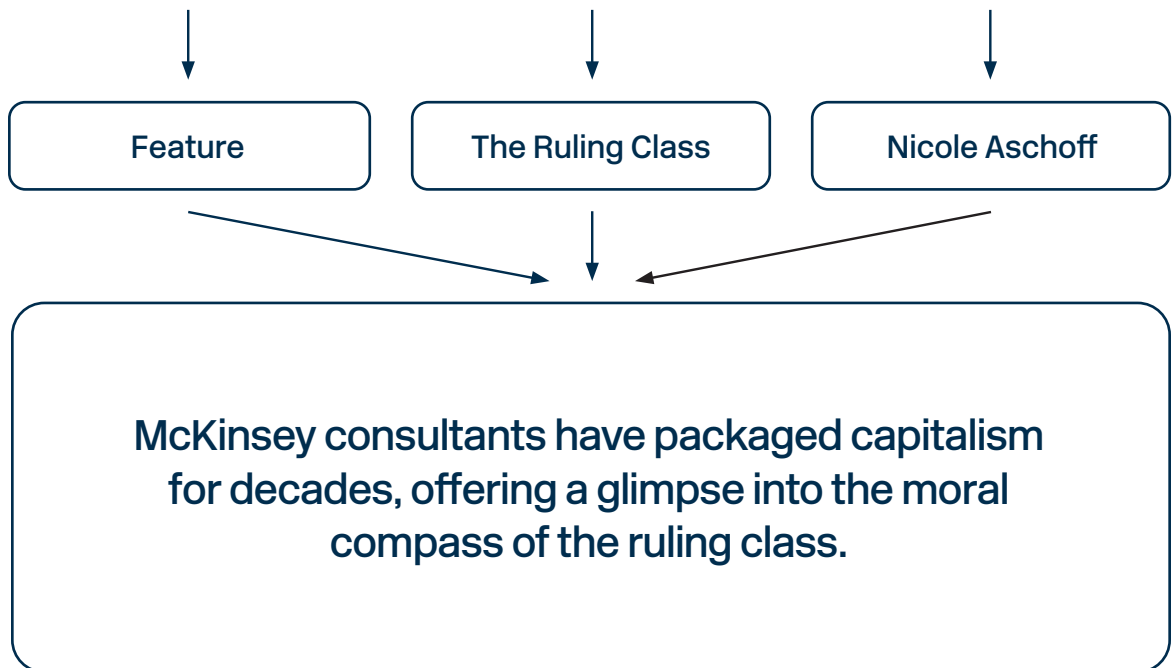 Feature
The Ruling Class
Nicole Aschoff
McKinsey consultants have packaged capitalism
for decades, offering a glimpse into the moral
compass of the ruling class.